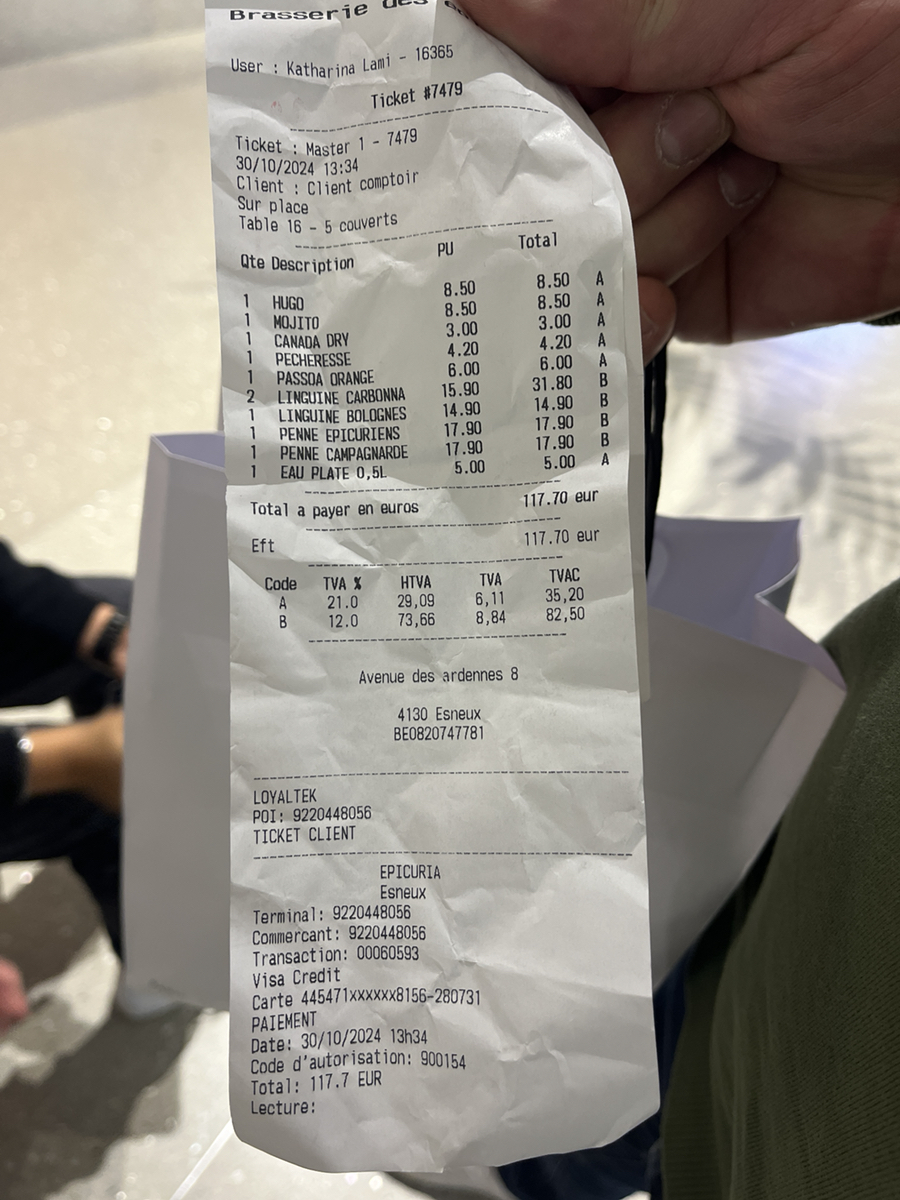 Brasserie des
User : Katharina Lami - 16365
Ticket #7479
Ticket : Master 1 - 7479
30/10/2024 13:34
Client : Client comptoir
Sur place
Table 16 - 5 couverts
Qte Description PU Total
1 HUGO 8.50 8.50 A
1 MOJITO 8.50 8.50 A
1 CANADA DRY 3.00 3.00 A
1 PECHERESSE 4.20 4.20 A
1 PASSOA ORANGE 6.00 6.00 A
2 LINGUINE CARBONNA 15.90 31.80 B
1 LINGUINE BOLOGNES 14.90 14.90 B
1 PENNE EPICURIENS 17.90 17.90 B
1 PENNE CAMPAGNARDE 17.90 17.90 B
1 EAU PLATE 0,5L 5.00 5.00 A
Total a payer en euros 117.70 eur
Eft 117.70 eur
Code TVA % HTVA TVA TVAC
A 21.0 29,09 6,11 35,20
B 12.0 73,66 8,84 82,50
Avenue des ardennes 8
4130 Esneux
BE0820747781
LOYALTEK
POI: 9220448056
TICKET CLIENT
EPICURIA
Esneux
Terminal: 9220448056
Commercant: 9220448056
Transaction: 00060593
Visa Credit
Carte 445471xxxxxx8156-280731
PAIEMENT
Date: 30/10/2024 13h34
Code d'autorisation: 900154
Total: 117.7 EUR
Lecture: